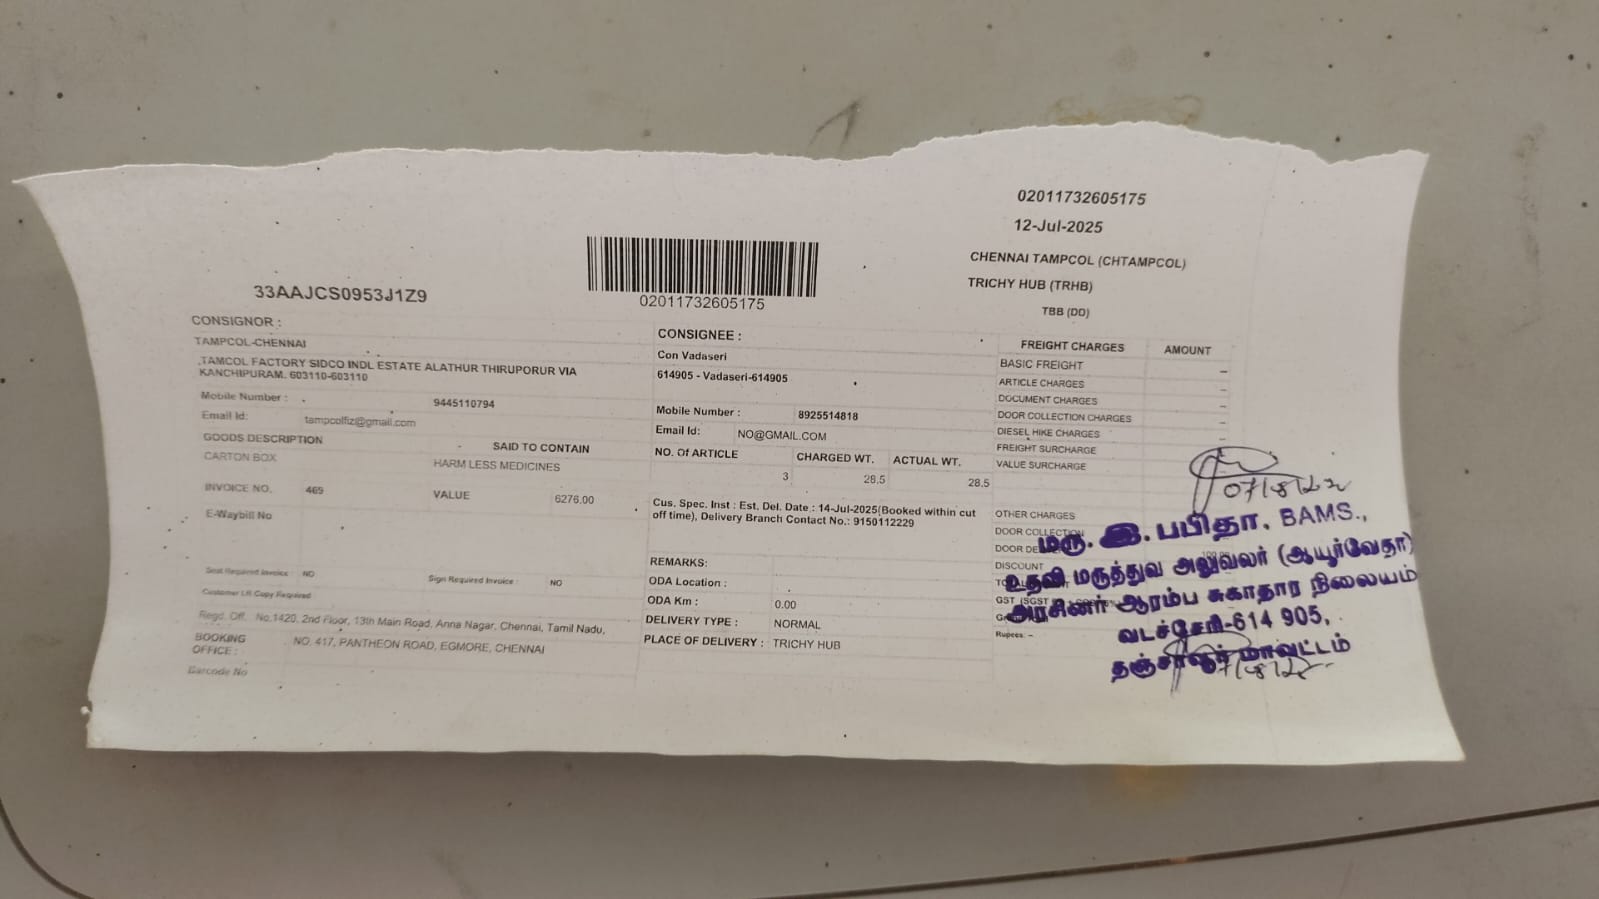 02011732605175
12-Jul-2025
CHENNAI TAMPCOL (CHTAMPCOL)
TRICHY HUB (TRHB)
TBB (DD)
33AAJCS0953J1Z9
02011732605175
CONSIGNOR :
TAMPCOL-CHENNAI
,TAMCOL FACTORY SIDCO INDL ESTATE ALATHUR THIRUPORUR VIA
KANCHIPURAM. 603110-603110
Mobile Number : 9445110794
Email Id: tampcolfiz@gmail.com
GOODS DESCRIPTION SAID TO CONTAIN
CARTON BOX HARM LESS MEDICINES
INVOICE NO. 469 VALUE 6276.00
E-Waybill No
Seal Required Invoice : NO Sign Required Invoice : NO
Customer LR Copy Required
Regd. Off. No.1420, 2nd Floor, 13th Main Road, Anna Nagar, Chennai, Tamil Nadu,
BOOKING OFFICE : NO. 417, PANTHEON ROAD, EGMORE, CHENNAI
Barcode No
CONSIGNEE :
Con Vadaseri
614905 - Vadaseri-614905
Mobile Number : 8925514818
Email Id: NO@GMAIL.COM
NO. Of ARTICLE CHARGED WT. ACTUAL WT.
3 28.5 28.5
Cus. Spec. Inst : Est. Del. Date : 14-Jul-2025(Booked within cut
off time), Delivery Branch Contact No.: 9150112229
REMARKS:
ODA Location :
ODA Km : 0.00
DELIVERY TYPE : NORMAL
PLACE OF DELIVERY : TRICHY HUB
FREIGHT CHARGES AMOUNT
BASIC FREIGHT –
ARTICLE CHARGES –
DOCUMENT CHARGES –
DOOR COLLECTION CHARGES –
DIESEL HIKE CHARGES –
FREIGHT SURCHARGE
VALUE SURCHARGE
OTHER CHARGES
DOOR COLLECTION
DOOR
DISCOUNT
GST
Rupees: –
மரு. இ. பபிதா. BAMS.,
உதவி மருத்துவ அலுவலர் (ஆயூர்வேதா)
அரசினர் ஆரம்ப சுகாதார நிலையம்
வடச்சேரி-614 905,
தஞ்சாவூர் மாவட்டம்